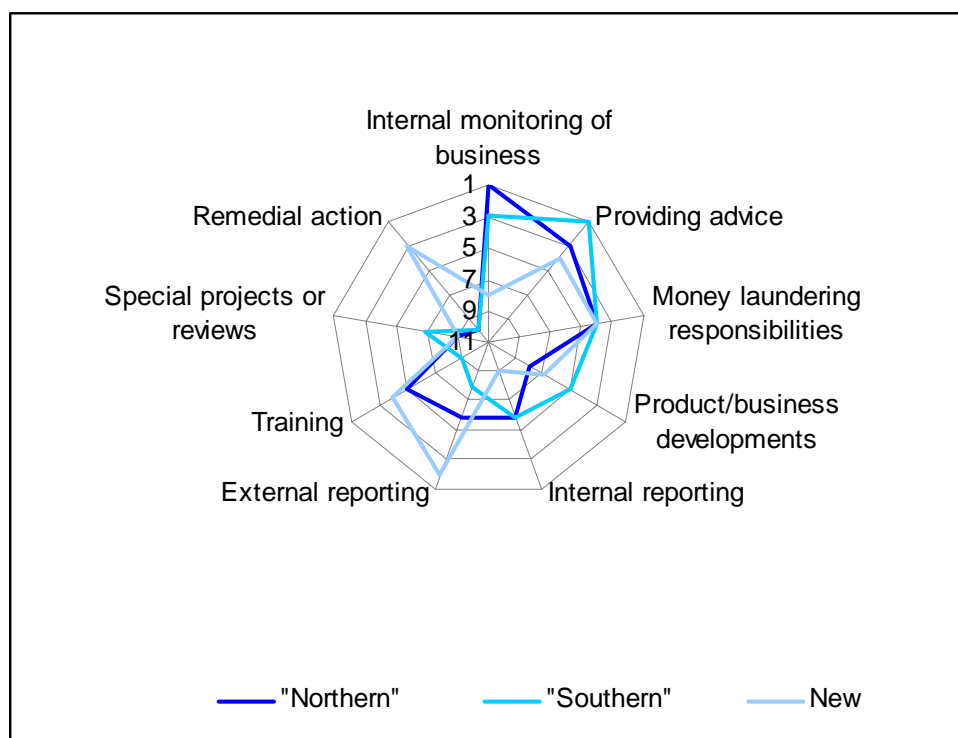 Internal monitoring of
business
1
3
5
7
9
11
Remedial action
Providing advice
Special projects or
reviews
Money laundering
responsibilities
Training
Product/business
developments
External reporting
Internal reporting
"Northern"
"Southern"
New